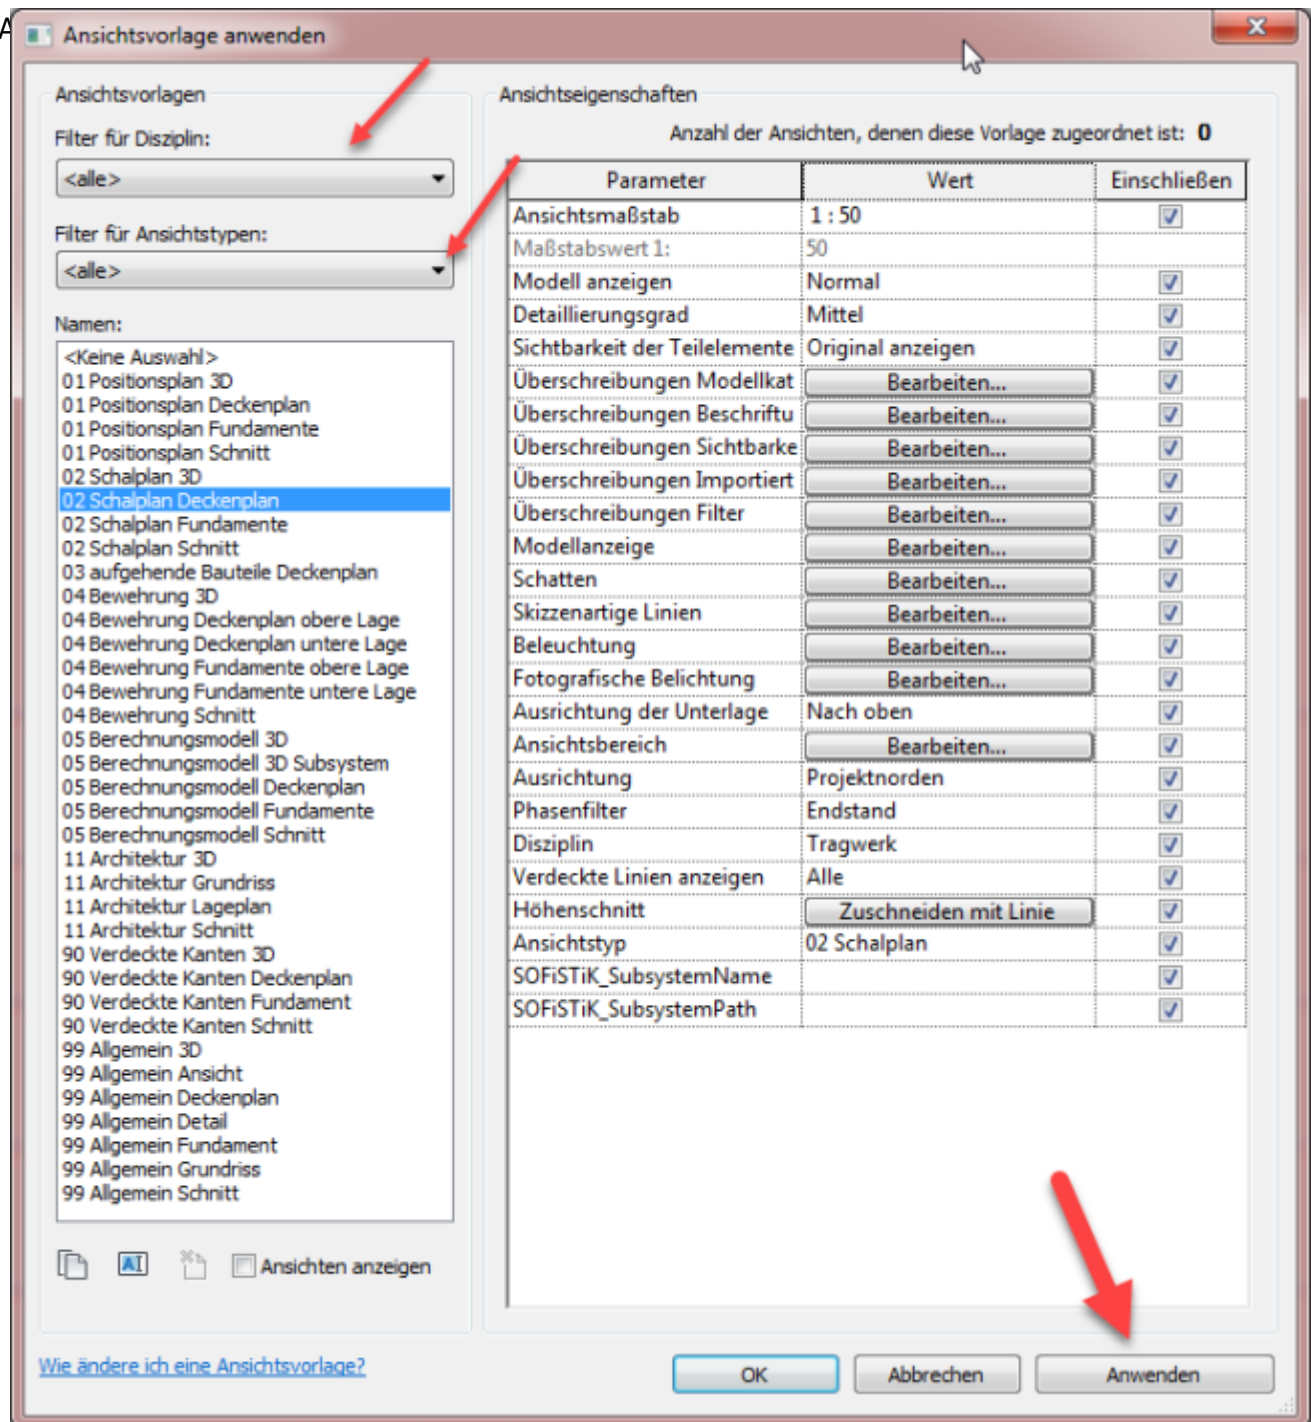 A
Ansichtsvorlage anwenden
Ansichtsvorlagen
Filter für Disziplin:
<alle>
Filter für Ansichtstypen:
<alle>
Namen:
<Keine Auswahl>
01 Positionsplan 3D
01 Positionsplan Deckenplan
01 Positionsplan Fundamente
01 Positionsplan Schnitt
02 Schalplan 3D
02 Schalplan Deckenplan
02 Schalplan Fundamente
02 Schalplan Schnitt
03 aufgehende Bauteile Deckenplan
04 Bewehrung 3D
04 Bewehrung Deckenplan obere Lage
04 Bewehrung Deckenplan untere Lage
04 Bewehrung Fundamente obere Lage
04 Bewehrung Fundamente untere Lage
04 Bewehrung Schnitt
05 Berechnungsmodell 3D
05 Berechnungsmodell 3D Subsystem
05 Berechnungsmodell Deckenplan
05 Berechnungsmodell Fundamente
05 Berechnungsmodell Schnitt
11 Architektur 3D
11 Architektur Grundriss
11 Architektur Lageplan
11 Architektur Schnitt
90 Verdeckte Kanten 3D
90 Verdeckte Kanten Deckenplan
90 Verdeckte Kanten Fundament
90 Verdeckte Kanten Schnitt
99 Allgemein 3D
99 Allgemein Ansicht
99 Allgemein Deckenplan
99 Allgemein Detail
99 Allgemein Fundament
99 Allgemein Grundriss
99 Allgemein Schnitt
AI
Ansichten anzeigen
Ansichtseigenschaften
Anzahl der Ansichten, denen diese Vorlage zugeordnet ist: 0
Parameter Wert Einschließen
Ansichtsmaßstab 1 : 50
Maßstabswert 1: 50
Modell anzeigen Normal
Detaillierungsgrad Mittel
Sichtbarkeit der Teilelemente Original anzeigen
Überschreibungen Modellkat Bearbeiten...
Überschreibungen Beschriftu Bearbeiten...
Überschreibungen Sichtbarke Bearbeiten...
Überschreibungen Importiert Bearbeiten...
Überschreibungen Filter Bearbeiten...
Modellanzeige Bearbeiten...
Schatten Bearbeiten...
Skizzenartige Linien Bearbeiten...
Beleuchtung Bearbeiten...
Fotografische Belichtung Bearbeiten...
Ausrichtung der Unterlage Nach oben
Ansichtsbereich Bearbeiten...
Ausrichtung Projektnorden
Phasenfilter Endstand
Disziplin Tragwerk
Verdeckte Linien anzeigen Alle
Höhenschnitt Zuschneiden mit Linie
Ansichtstyp 02 Schalplan
SOFiSTiK_SubsystemName
SOFiSTiK_SubsystemPath
Wie ändere ich eine Ansichtsvorlage?
OK Abbrechen Anwenden